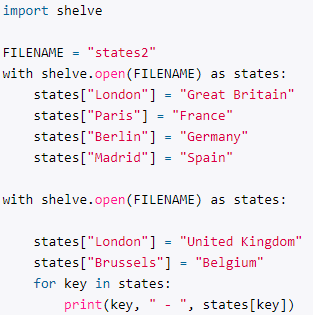 import shelve

FILENAME = "states2"
with shelve.open(FILENAME) as states:
    states["London"] = "Great Britain"
    states["Paris"] = "France"
    states["Berlin"] = "Germany"
    states["Madrid"] = "Spain"

with shelve.open(FILENAME) as states:

    states["London"] = "United Kingdom"
    states["Brussels"] = "Belgium"
    for key in states:
        print(key, " - ", states[key])